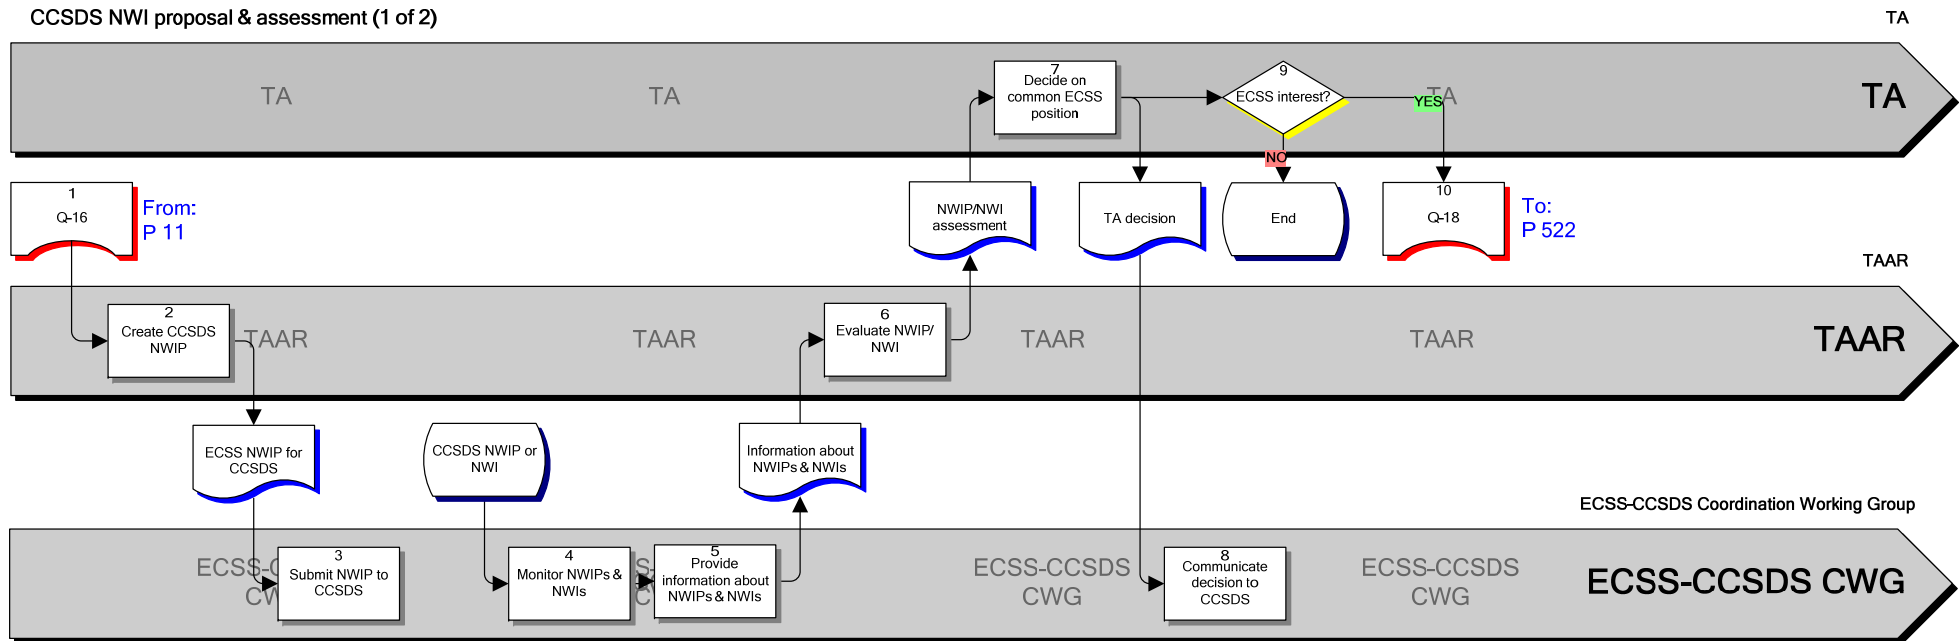 CCSDS NWI proposal & assessment (1 of 2)
TA
TA
TA
7
Decide on
common ECSS
position
9
ECSS interest?
YES
TA
TA
NO
1
Q-16
From:
P 11
NWIP/NWI
assessment
TA decision
End
10
Q-18
To:
P 522
TAAR
2
Create CCSDS
NWIP
TAAR
TAAR
6
Evaluate NWIP/
NWI
TAAR
TAAR
TAAR
ECSS NWIP for
CCSDS
CCSDS NWIP or
NWI
Information about
NWIPs & NWIs
ECSS-CCSDS Coordination Working Group
ECSS-C
CW
3
Submit NWIP to
CCSDS
4
Monitor NWIPs &
NWIs
5
Provide
information about
NWIPs & NWIs
ECSS-CCSDS
CWG
8
Communicate
decision to
CCSDS
ECSS-CCSDS
CWG
ECSS-CCSDS CWG